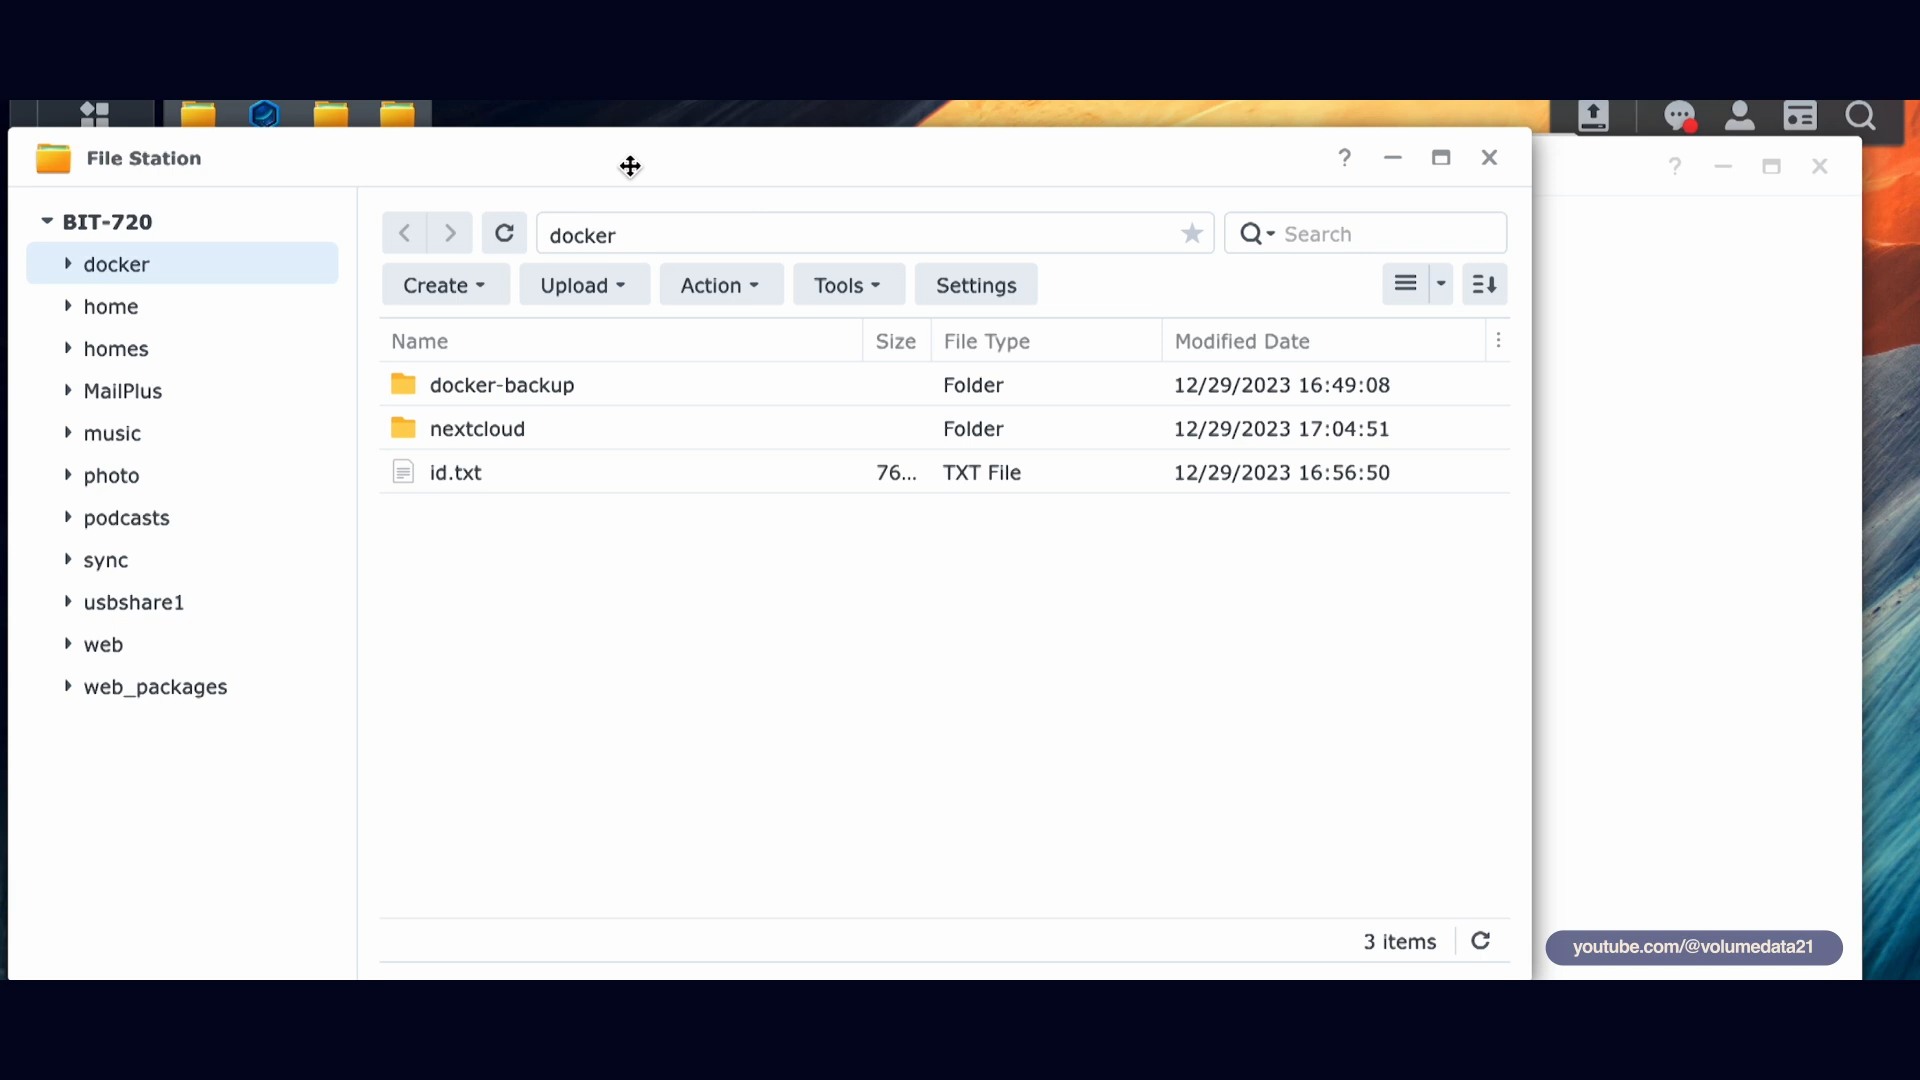 File Station
?
?
BIT-720
docker
home
homes
MailPlus
music
photo
podcasts
sync
usbshare1
web
web_packages
docker
Search
Create
Upload
Action
Tools
Settings
Name Size File Type Modified Date
docker-backup Folder 12/29/2023 16:49:08
nextcloud Folder 12/29/2023 17:04:51
id.txt 76... TXT File 12/29/2023 16:56:50
3 items
youtube.com/@volumedata21